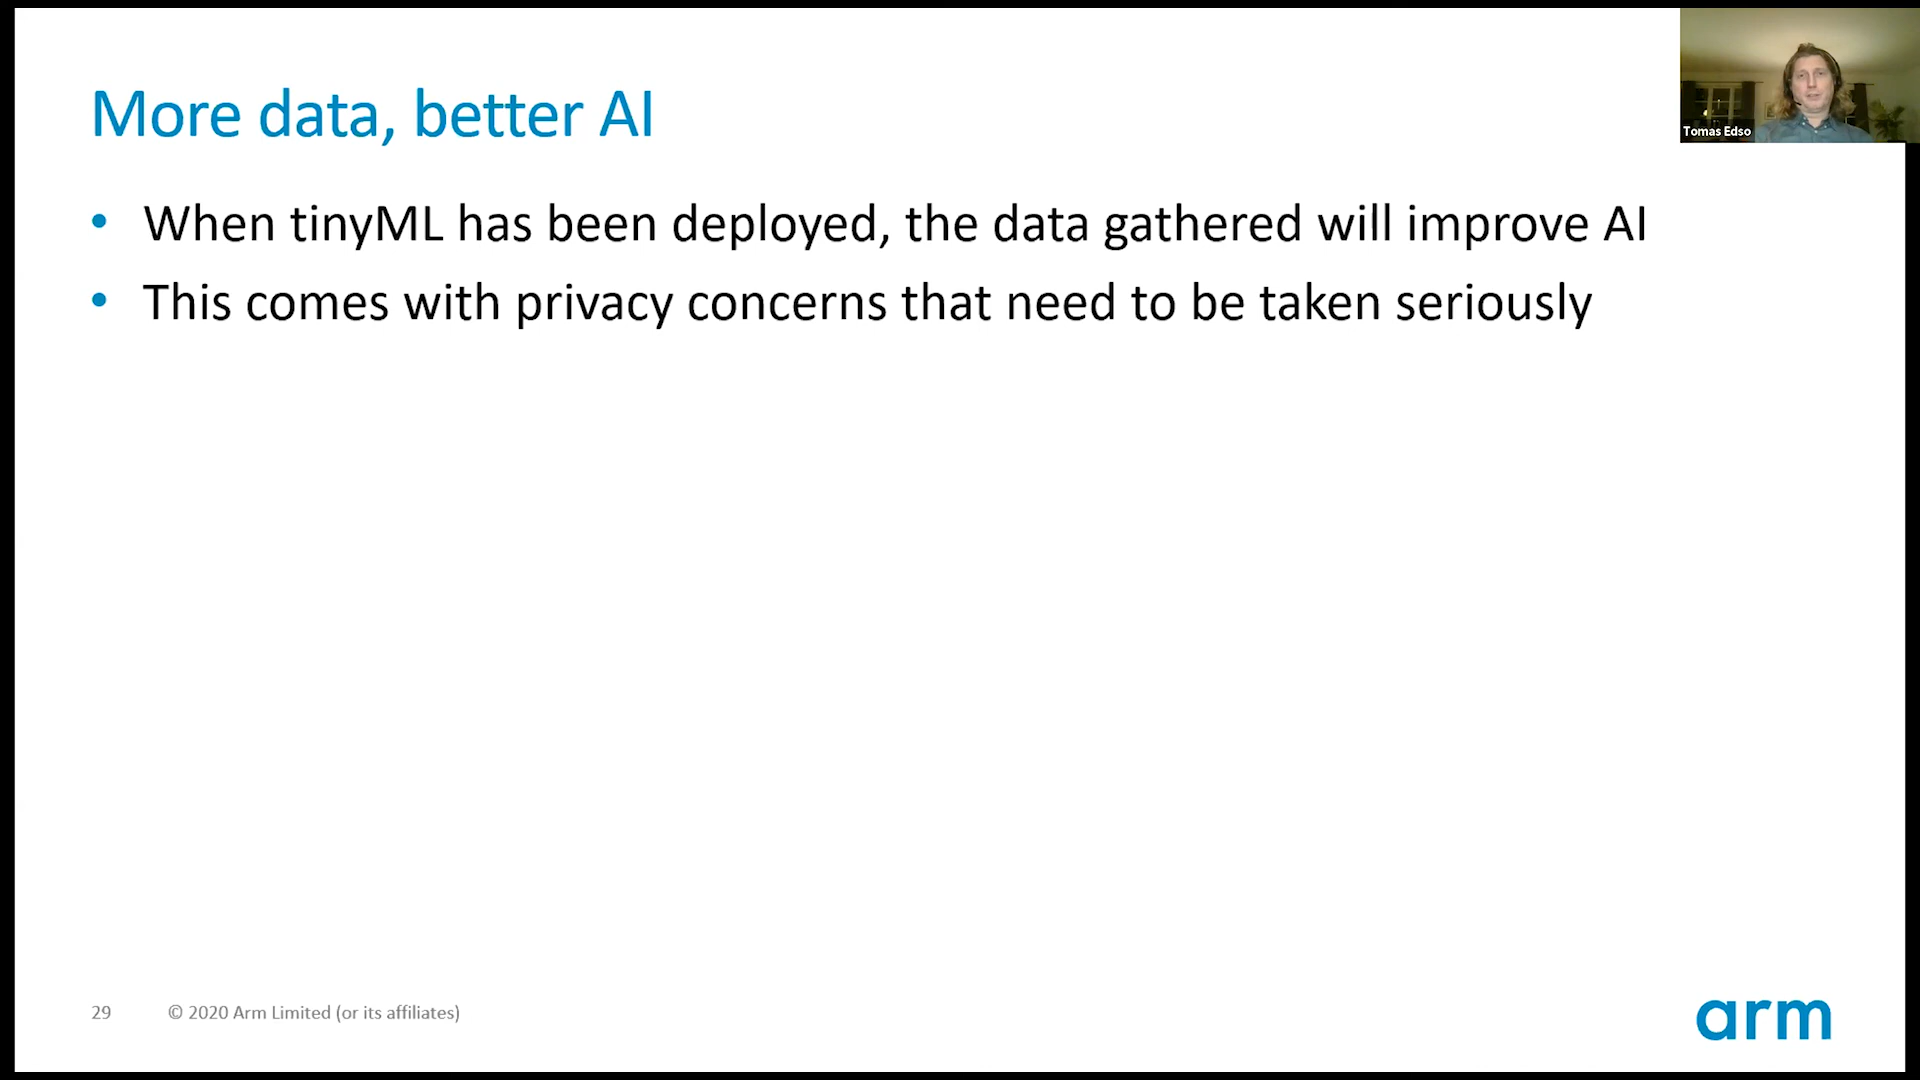 More data, better AI
Tomas Edso
• When tinyML has been deployed, the data gathered will improve AI
• This comes with privacy concerns that need to be taken seriously
29 © 2020 Arm Limited (or its affiliates)
arm